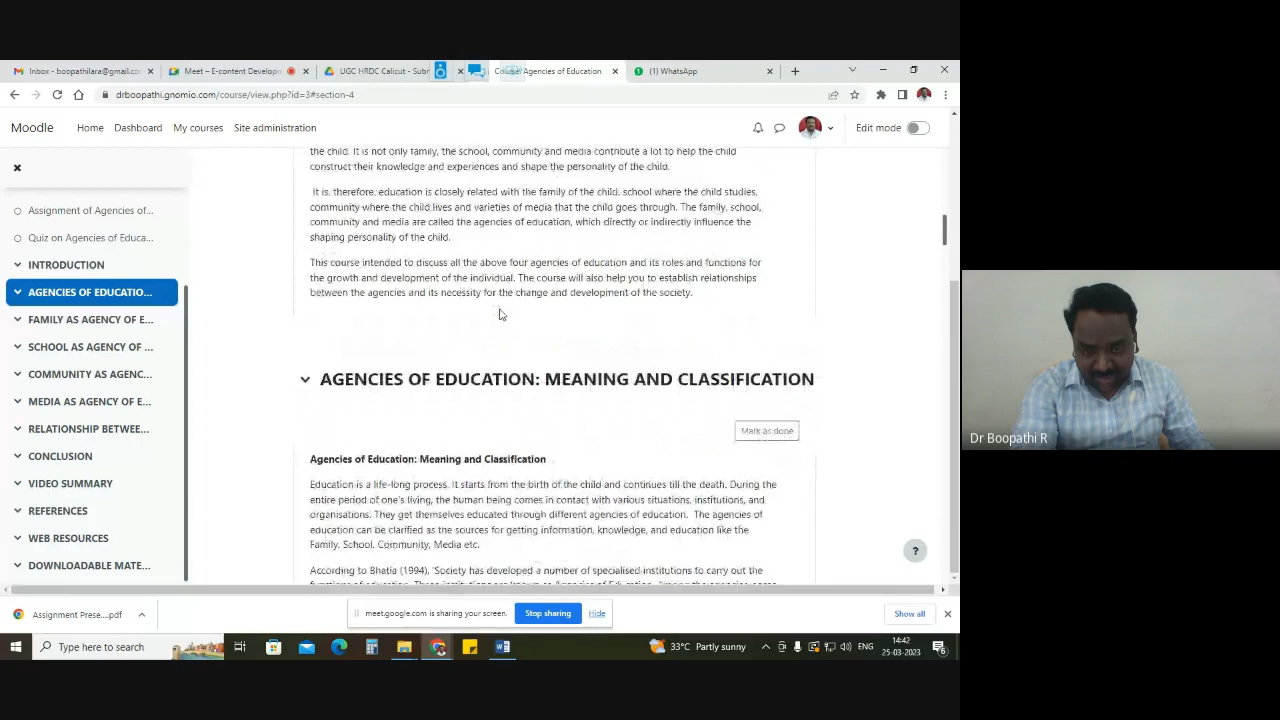 Inbox - boopathilara@gmail.co
Meet – E-content Develop
UGC HRDC Calicut - Subm
Course: Agencies of Education
(1) WhatsApp
drboopathi.gnomio.com/course/view.php?id=3#section-4
Moodle
Home
Dashboard
My courses
Site administration
Edit mode
Assignment of Agencies of...
Quiz on Agencies of Educa...
INTRODUCTION
AGENCIES OF EDUCATIO...
FAMILY AS AGENCY OF E...
SCHOOL AS AGENCY OF ...
COMMUNITY AS AGENC...
MEDIA AS AGENCY OF E...
RELATIONSHIP BETWEE...
CONCLUSION
VIDEO SUMMARY
REFERENCES
WEB RESOURCES
DOWNLOADABLE MATE...
the child. It is not only family, the school, community and media contribute a lot to help the child
construct their knowledge and experiences and shape the personality of the child.
It is, therefore, education is closely related with the family of the child, school where the child studies,
community where the child lives and varieties of media that the child goes through. The family, school,
community and media are called the agencies of education, which directly or indirectly influence the
shaping personality of the child.
This course intended to discuss all the above four agencies of education and its roles and functions for
the growth and development of the individual. The course will also help you to establish relationships
between the agencies and its necessity for the change and development of the society.
AGENCIES OF EDUCATION: MEANING AND CLASSIFICATION
Mark as done
Agencies of Education: Meaning and Classification
Education is a life-long process. It starts from the birth of the child and continues till the death. During the
entire period of one's living, the human being comes in contact with various situations, institutions, and
organisations. They get themselves educated through different agencies of education. The agencies of
education can be clarified as the sources for getting information, knowledge, and education like the
Family, School, Community, Media etc.
According to Bhatia (1994), 'Society has developed a number of specialised institutions to carry out the
?
Assignment Prese....pdf
meet.google.com is sharing your screen.
Stop sharing
Hide
Show all
Type here to search
33°C Partly sunny
ENG
14:42
25-03-2023
6
Dr Boopathi R